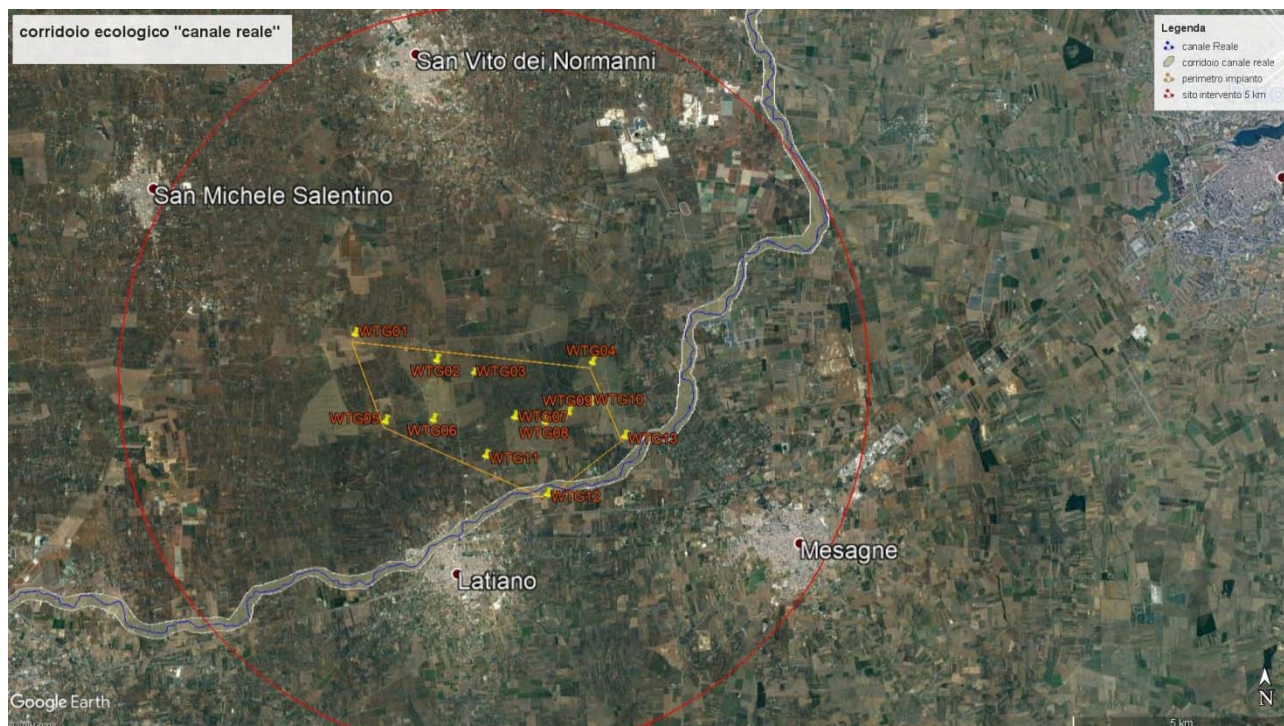 corridoio ecologico "canale reale"
Legenda
canale Reale
corridoio canale reale
perimetro impianto
sito intervento 5 km
San Vito dei Normanni
San Michele Salentino
WTG01
WTG04
WTG02
WTG03
WTG09
WTG10
WTG05
WTG06
WTG07
WTG08
WTG13
WTG11
WTG12
Mesagne
Latiano
Google Earth
N
5 km